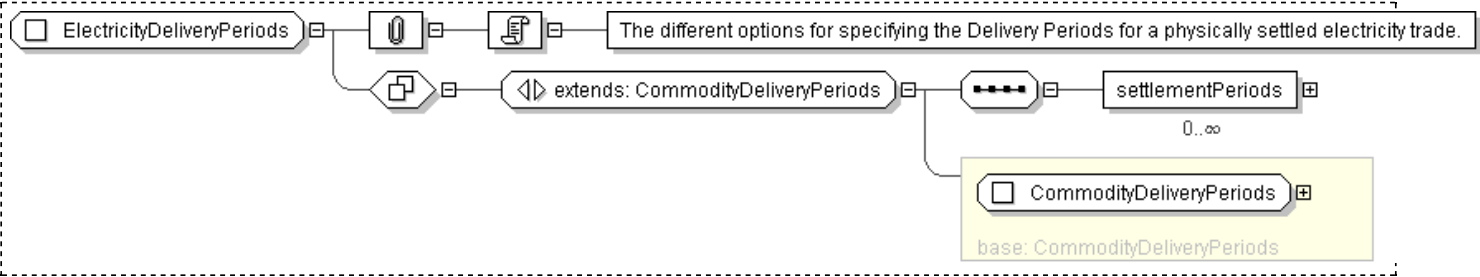 ElectricityDeliveryPeriods
The different options for specifying the Delivery Periods for a physically settled electricity trade.
extends: CommodityDeliveryPeriods
settlementPeriods
0..∞
CommodityDeliveryPeriods
base: CommodityDeliveryPeriods